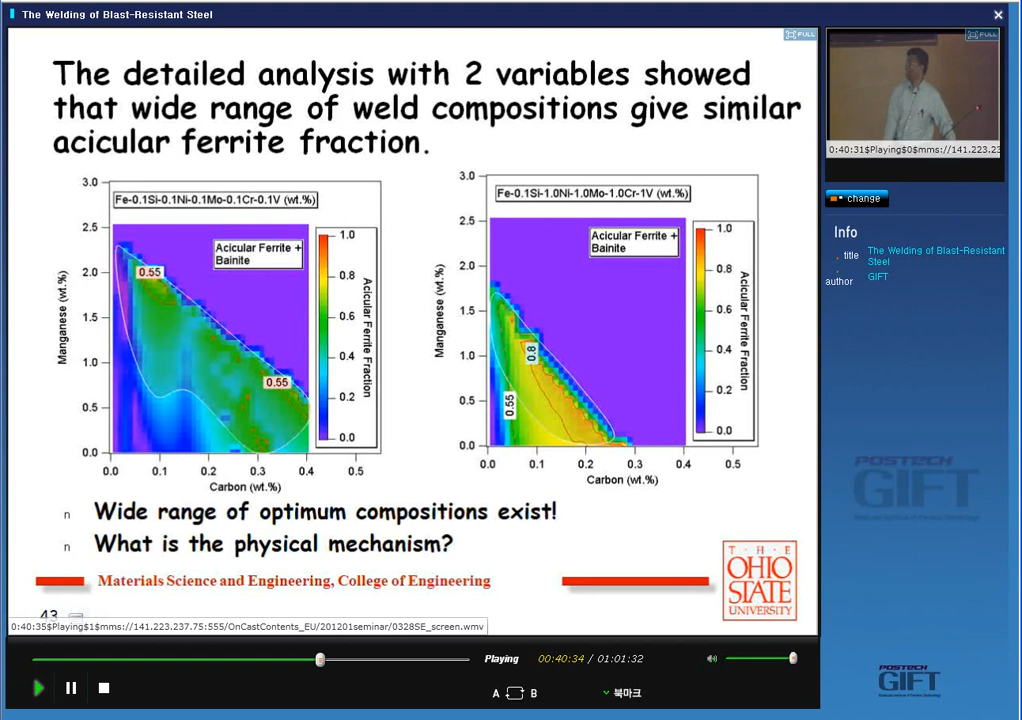 The Welding of Blast-Resistant Steel
FULL
The detailed analysis with 2 variables showed
that wide range of weld compositions give similar
acicular ferrite fraction.
Fe-0.1Si-0.1Ni-0.1Mo-0.1Cr-0.1V (wt.%)
Acicular Ferrite +
Bainite
0.55
0.55
3.0
2.5
2.0
1.5
1.0
0.5
0.0
Manganese (wt.%)
0.0 0.1 0.2 0.3 0.4 0.5
Carbon (wt.%)
1.0
0.8
0.6
0.4
0.2
0.0
Acicular Ferrite Fraction
Fe-0.1Si-1.0Ni-1.0Mo-1.0Cr-1V (wt.%)
Acicular Ferrite +
Bainite
0.8
0.55
3.0
2.5
2.0
1.5
1.0
0.5
0.0
Manganese (wt.%)
0.0 0.1 0.2 0.3 0.4 0.5
Carbon (wt.%)
1.0
0.8
0.6
0.4
0.2
0.0
Acicular Ferrite Fraction
n Wide range of optimum compositions exist!
n What is the physical mechanism?
Materials Science and Engineering, College of Engineering
T · H · E
OHIO
STATE
UNIVERSITY
43
0:40:35$Playing$1$mms://141.223.237.75:555/OnCastContents_EU/201201seminar/0328SE_screen.wmv
Playing 00:40:34 / 01:01:32
A B
북마크
FULL
0:40:31$Playing$0$mms://141.223.23
change
Info
title The Welding of Blast-Resistant
Steel
author GIFT
POSTECH
GIFT
POSTECH
GIFT